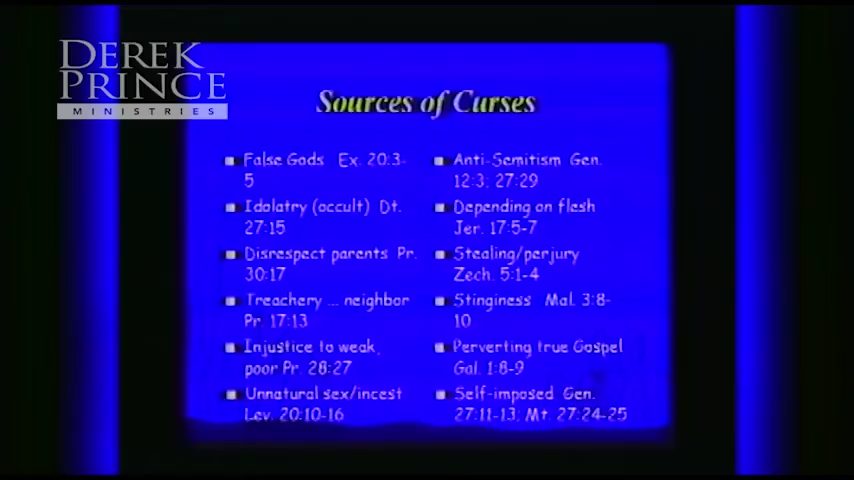 DEREK
PRINCE
MINISTRIES
Sources of Curses
False Gods Ex. 20:3-
5
Idolatry (occult) Dt.
27:15
Disrespect parents Pr.
30:17
Treachery ... neighbor
Pr. 17:13
Injustice to weak,
poor Pr. 28:27
Unnatural sex/incest
Lev. 20:10-16
Anti-Semitism Gen.
12:3; 27:29
Depending on flesh
Jer. 17:5-7
Stealing/perjury
Zech. 5:1-4
Stinginess Mal. 3:8-
10
Perverting true Gospel
Gal. 1:8-9
Self-imposed Gen.
27:11-13; Mt. 27:24-25